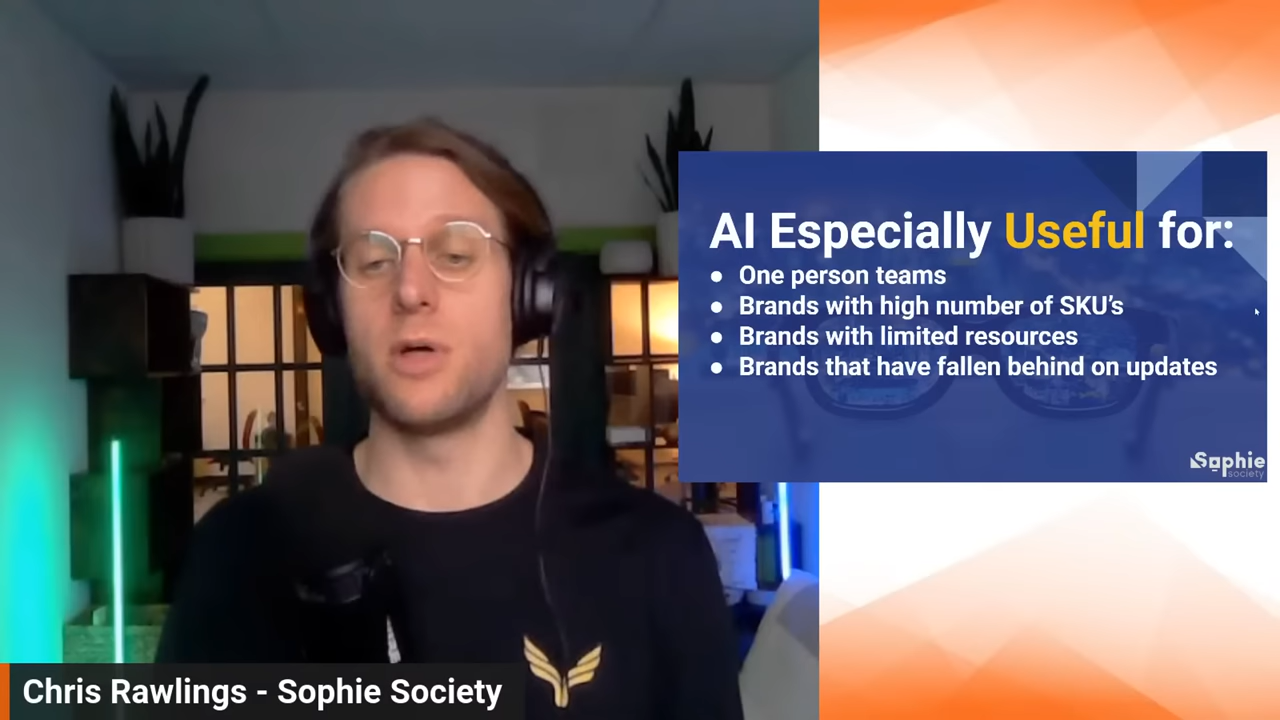 AI Especially Useful for:
● One person teams
● Brands with high number of SKU’s
● Brands with limited resources
● Brands that have fallen behind on updates
Sophie
society
Chris Rawlings - Sophie Society